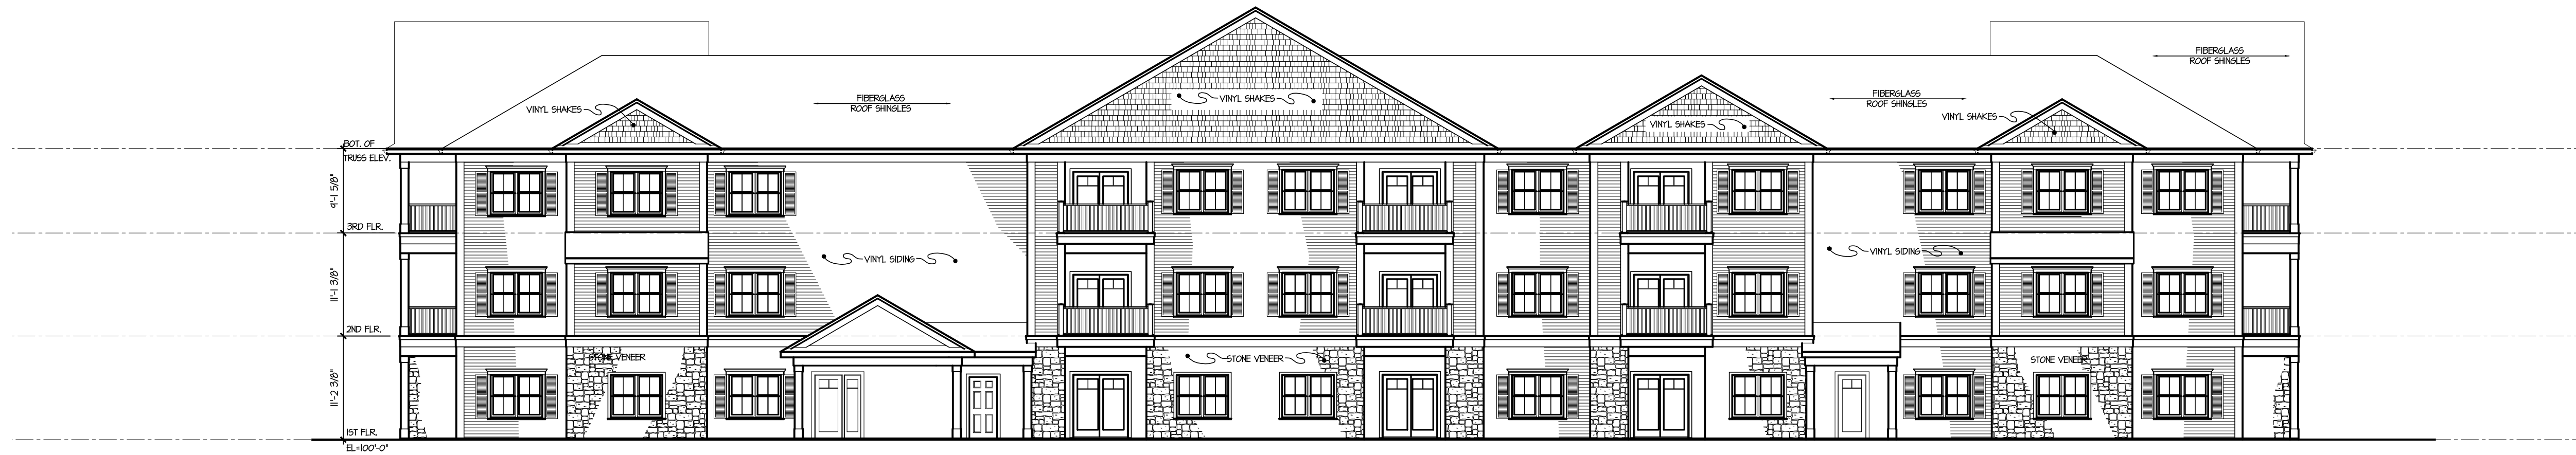 FIBERGLASS
ROOF SHINGLES
FIBERGLASS
ROOF SHINGLES
FIBERGLASS
ROOF SHINGLES
VINYL SHAKES
VINYL SHAKES
VINYL SHAKES
VINYL SHAKES
BOT. OF
TRUSS ELEV.
9'-1 5/8"
3RD FLR.
VINYL SIDING
VINYL SIDING
11'-1 3/8"
2ND FLR.
STONE VENEER
STONE VENEER
STONE VENEER
11'-2 3/8"
1ST FLR.
EL=100'-0"